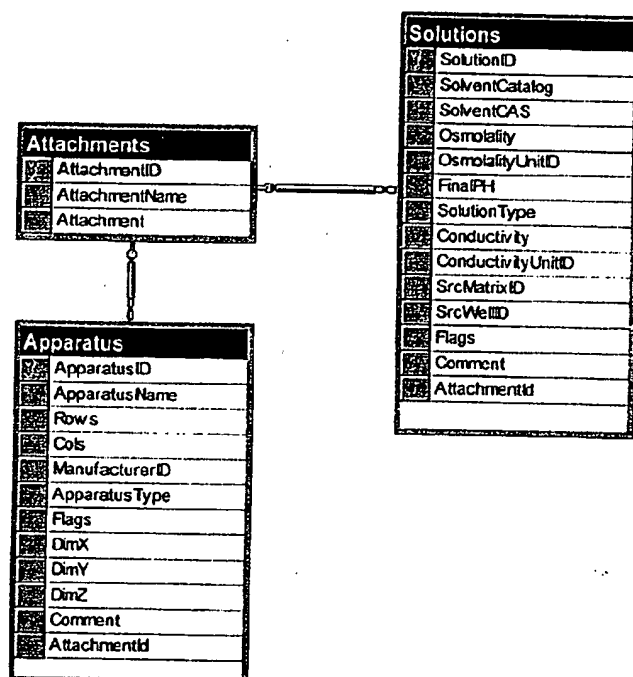 Attachments
AttachmentID
AttachmentName
Attachment
Solutions
SolutionID
SolventCatalog
SolventCAS
Osmolality
OsmolalityUnitID
FinalPH
SolutionType
Conductivity
ConductivityUnitID
SrcMatrixID
SrcWellID
Flags
Comment
AttachmentId
Apparatus
ApparatusID
ApparatusName
Rows
Cols
ManufacturerID
ApparatusType
Flags
DimX
DimY
DimZ
Comment
AttachmentId